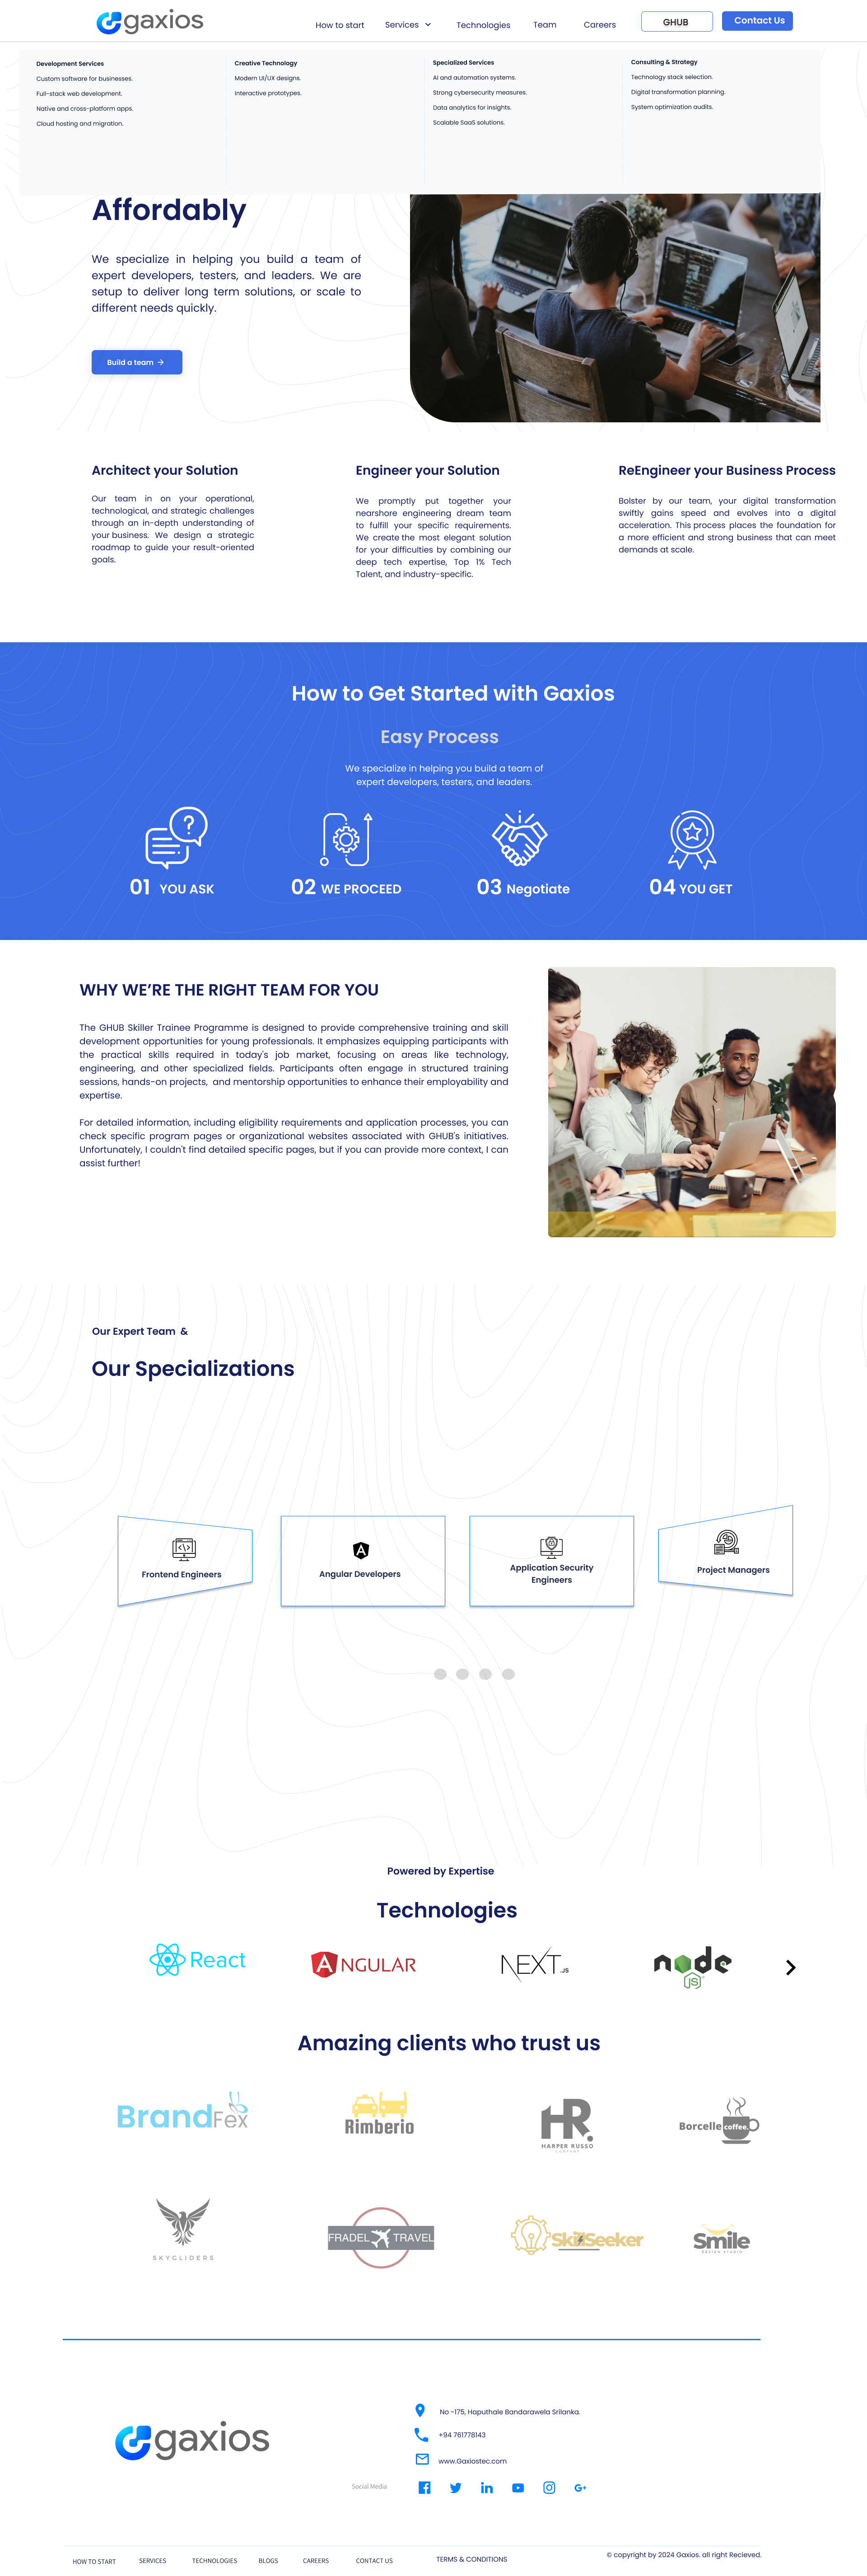 gaxios
How to start
Services
Technologies
Team
Careers
GHUB
Contact Us
Development Services
Custom software for businesses.
Full-stack web development.
Native and cross-platform apps.
Cloud hosting and migration.
Creative Technology
Modern UI/UX designs.
Interactive prototypes.
Specialized Services
AI and automation systems.
Strong cybersecurity measures.
Data analytics for insights.
Scalable SaaS solutions.
Consulting & Strategy
Technology stack selection.
Digital transformation planning.
System optimization audits.
Affordably
We specialize in helping you build a team of
expert developers, testers, and leaders. We are
setup to deliver long term solutions, or scale to
different needs quickly.
Build a team
Architect your Solution
Our team in on your operational,
technological, and strategic challenges
through an in-depth understanding of
your business. We design a strategic
roadmap to guide your result-oriented
goals.
Engineer your Solution
We promptly put together your
nearshore engineering dream team
to fulfill your specific requirements.
We create the most elegant solution
for your difficulties by combining our
deep tech expertise, Top 1% Tech
Talent, and industry-specific.
ReEngineer your Business Process
Bolster by our team, your digital transformation
swiftly gains speed and evolves into a digital
acceleration. This process places the foundation for
a more efficient and strong business that can meet
demands at scale.
How to Get Started with Gaxios
Easy Process
We specialize in helping you build a team of
expert developers, testers, and leaders.
01 YOU ASK
02 WE PROCEED
03 Negotiate
04 YOU GET
WHY WE'RE THE RIGHT TEAM FOR YOU
The GHUB Skiller Trainee Programme is designed to provide comprehensive training and skill
development opportunities for young professionals. It emphasizes equipping participants with
the practical skills required in today's job market, focusing on areas like technology,
engineering, and other specialized fields. Participants often engage in structured training
sessions, hands-on projects, and mentorship opportunities to enhance their employability and
expertise.
For detailed information, including eligibility requirements and application processes, you can
check specific program pages or organizational websites associated with GHUB's initiatives.
Unfortunately, I couldn't find detailed specific pages, but if you can provide more context, I can
assist further!
Our Expert Team &
Our Specializations
Frontend Engineers
Angular Developers
Application Security
Engineers
Project Managers
Powered by Expertise
Technologies
React
ANGULAR
NEXT.JS
node
JS
Amazing clients who trust us
BrandFex
Rimberio
HR
HARPER RUSSO
COMPANY
Borcelle coffee.
SKYGLIDERS
FRADEL TRAVEL
SkillSeeker
Smile
DESIGN STUDIO
gaxios
No -175, Haputhale Bandarawela Srilanka.
+94 761778143
www.Gaxiostec.com
Social Media
HOW TO START
SERVICES
TECHNOLOGIES
BLOGS
CAREERS
CONTACT US
TERMS & CONDITIONS
© copyright by 2024 Gaxios. all right Recieved.